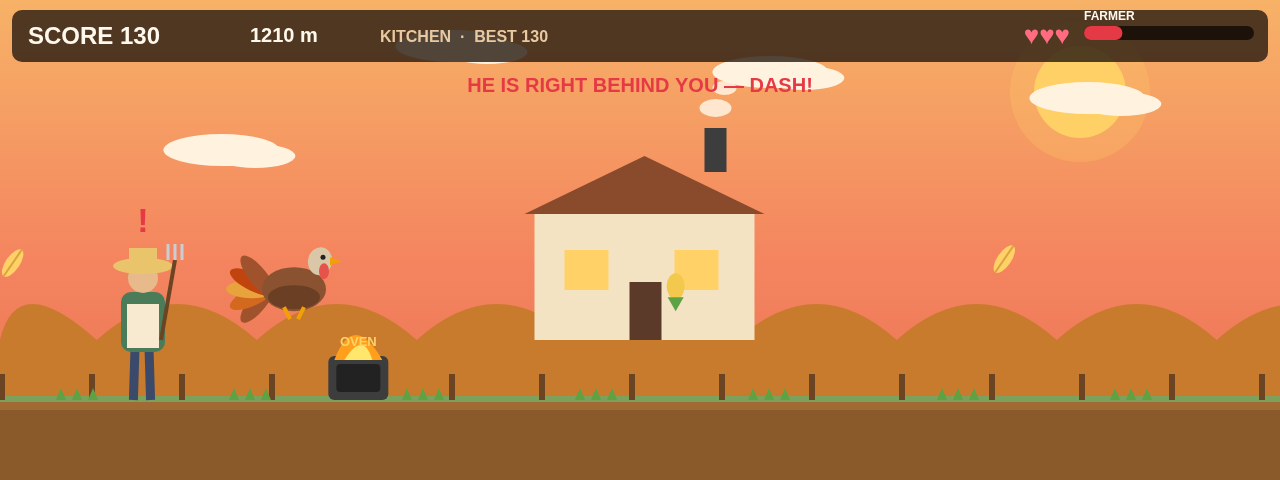 SCORE 130
1210 m
KITCHEN · BEST 130
♥♥♥
FARMER
HE IS RIGHT BEHIND YOU — DASH!
!
OVEN